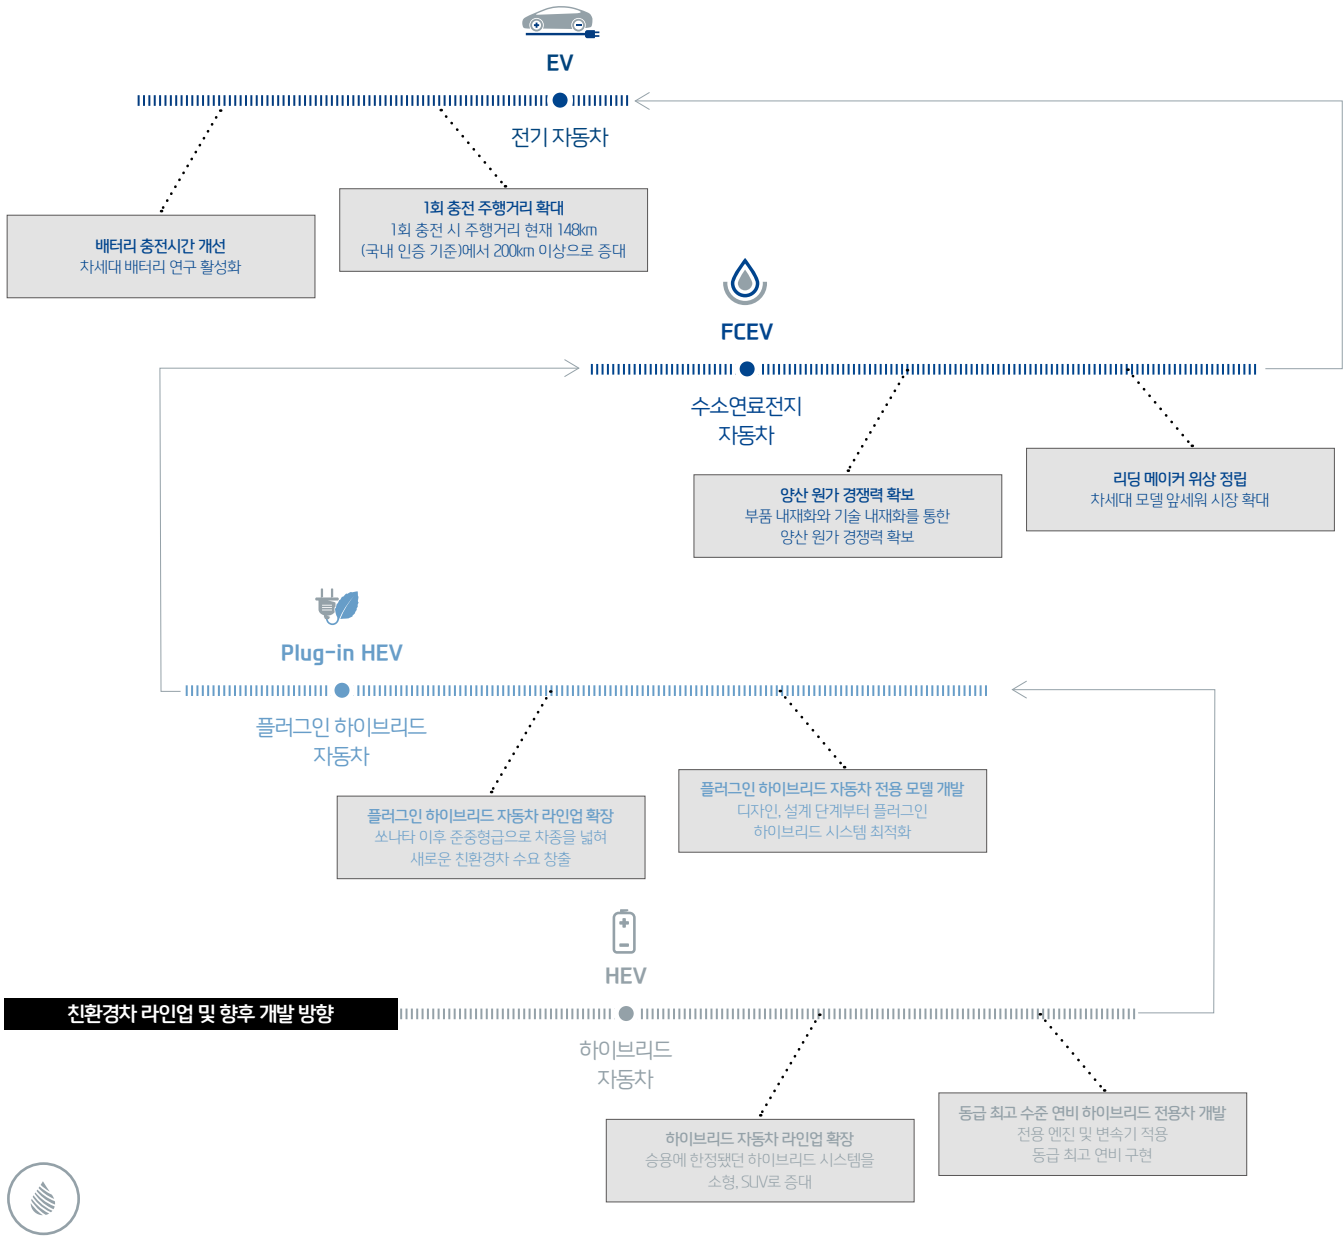 EV
전기 자동차
배터리 충전시간 개선
차세대 배터리 연구 활성화
1회 충전 주행거리 확대
1회 충전 시 주행거리 현재 148km
(국내 인증 기준)에서 200km 이상으로 증대
FCEV
수소연료전지
자동차
양산 원가 경쟁력 확보
부품 내재화와 기술 내재화를 통한
양산 원가 경쟁력 확보
리딩 메이커 위상 정립
차세대 모델 앞세워 시장 확대
Plug-in HEV
플러그인 하이브리드
자동차
플러그인 하이브리드 자동차 라인업 확장
쏘나타 이후 준중형급으로 차종을 넓혀
새로운 친환경차 수요 창출
플러그인 하이브리드 자동차 전용 모델 개발
디자인, 설계 단계부터 플러그인
하이브리드 시스템 최적화
HEV
친환경차 라인업 및 향후 개발 방향
하이브리드
자동차
하이브리드 자동차 라인업 확장
승용에 한정됐던 하이브리드 시스템을
소형, SUV로 증대
동급 최고 수준 연비 하이브리드 전용차 개발
전용 엔진 및 변속기 적용
동급 최고 연비 구현